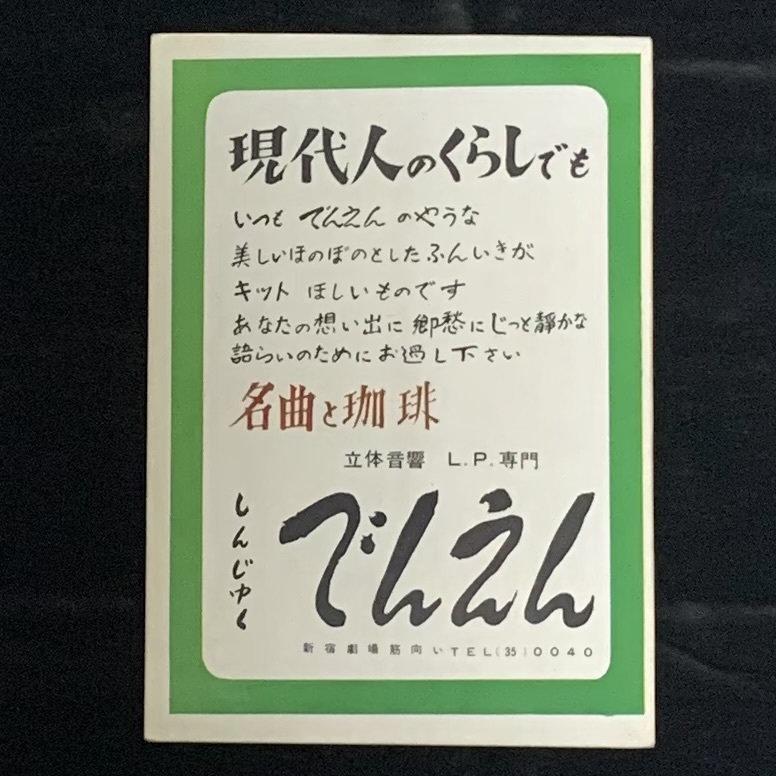 現代人のくらしでも
いつも でんえん のやうな
美しいほのぼのとしたふんいきが
キット ほしいものです
あなたの想い出に 郷愁にじっと静かな
語らいのためにお過し下さい
名曲と珈琲
立体音響 L.P.専門
しんじゆく
でんえん
新宿劇場筋向いTEL(35)0040